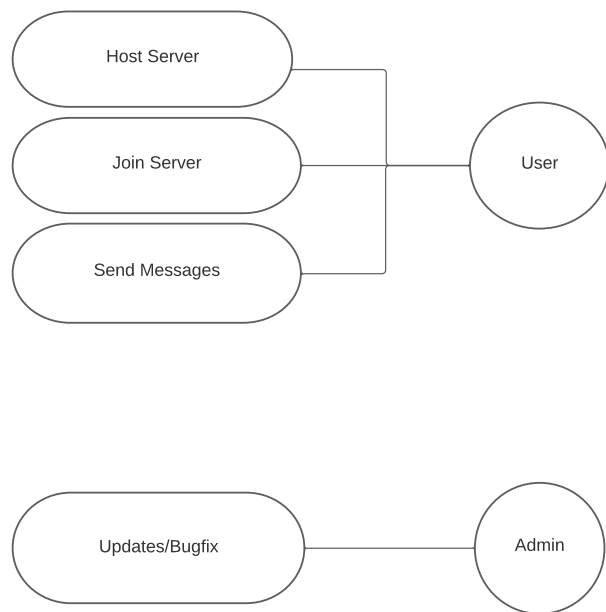 Host Server
Join Server
User
Send Messages
Updates/Bugfix
Admin